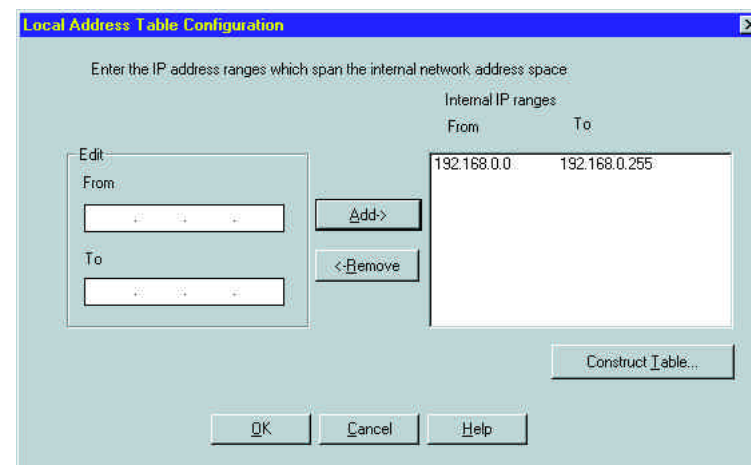 Local Address Table Configuration
Enter the IP address ranges which span the internal network address space
Internal IP ranges
From To
Edit
From
To
Add->
<-Remove
192.168.0.0 192.168.0.255
Construct Table...
OK Cancel Help